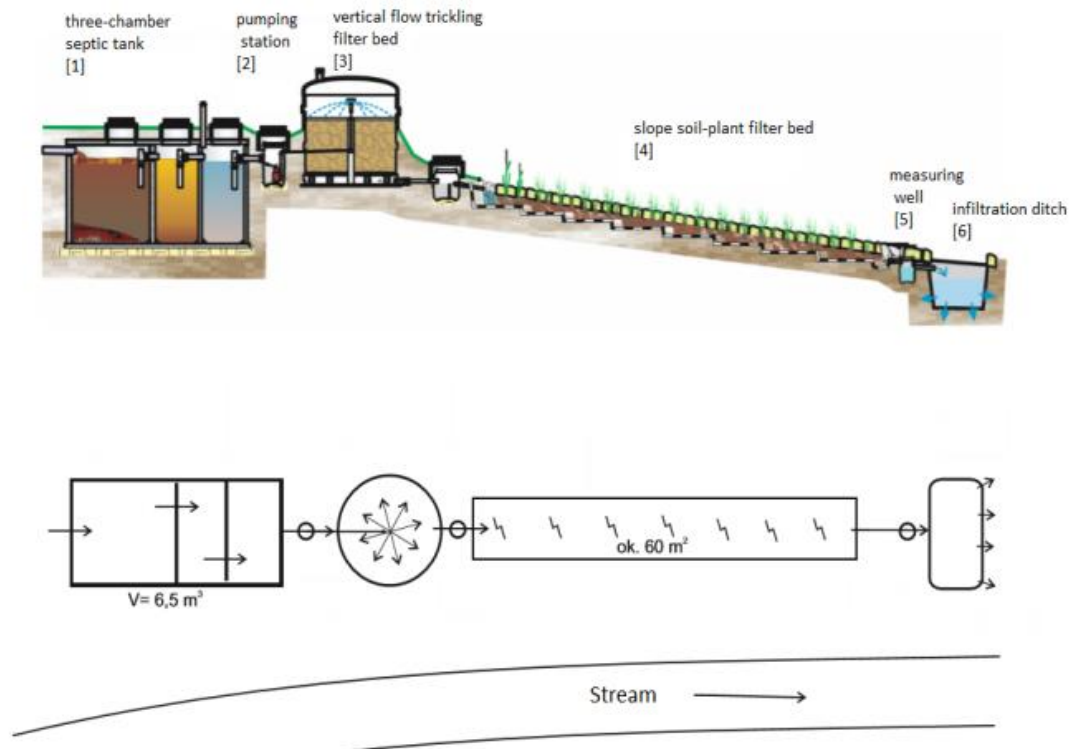 three-chamber
septic tank
[1]
pumping
station
[2]
vertical flow trickling
filter bed
[3]
slope soil-plant filter bed
[4]
measuring
well
[5]
infiltration ditch
[6]
ok. 60 m²
V= 6,5 m³
Stream